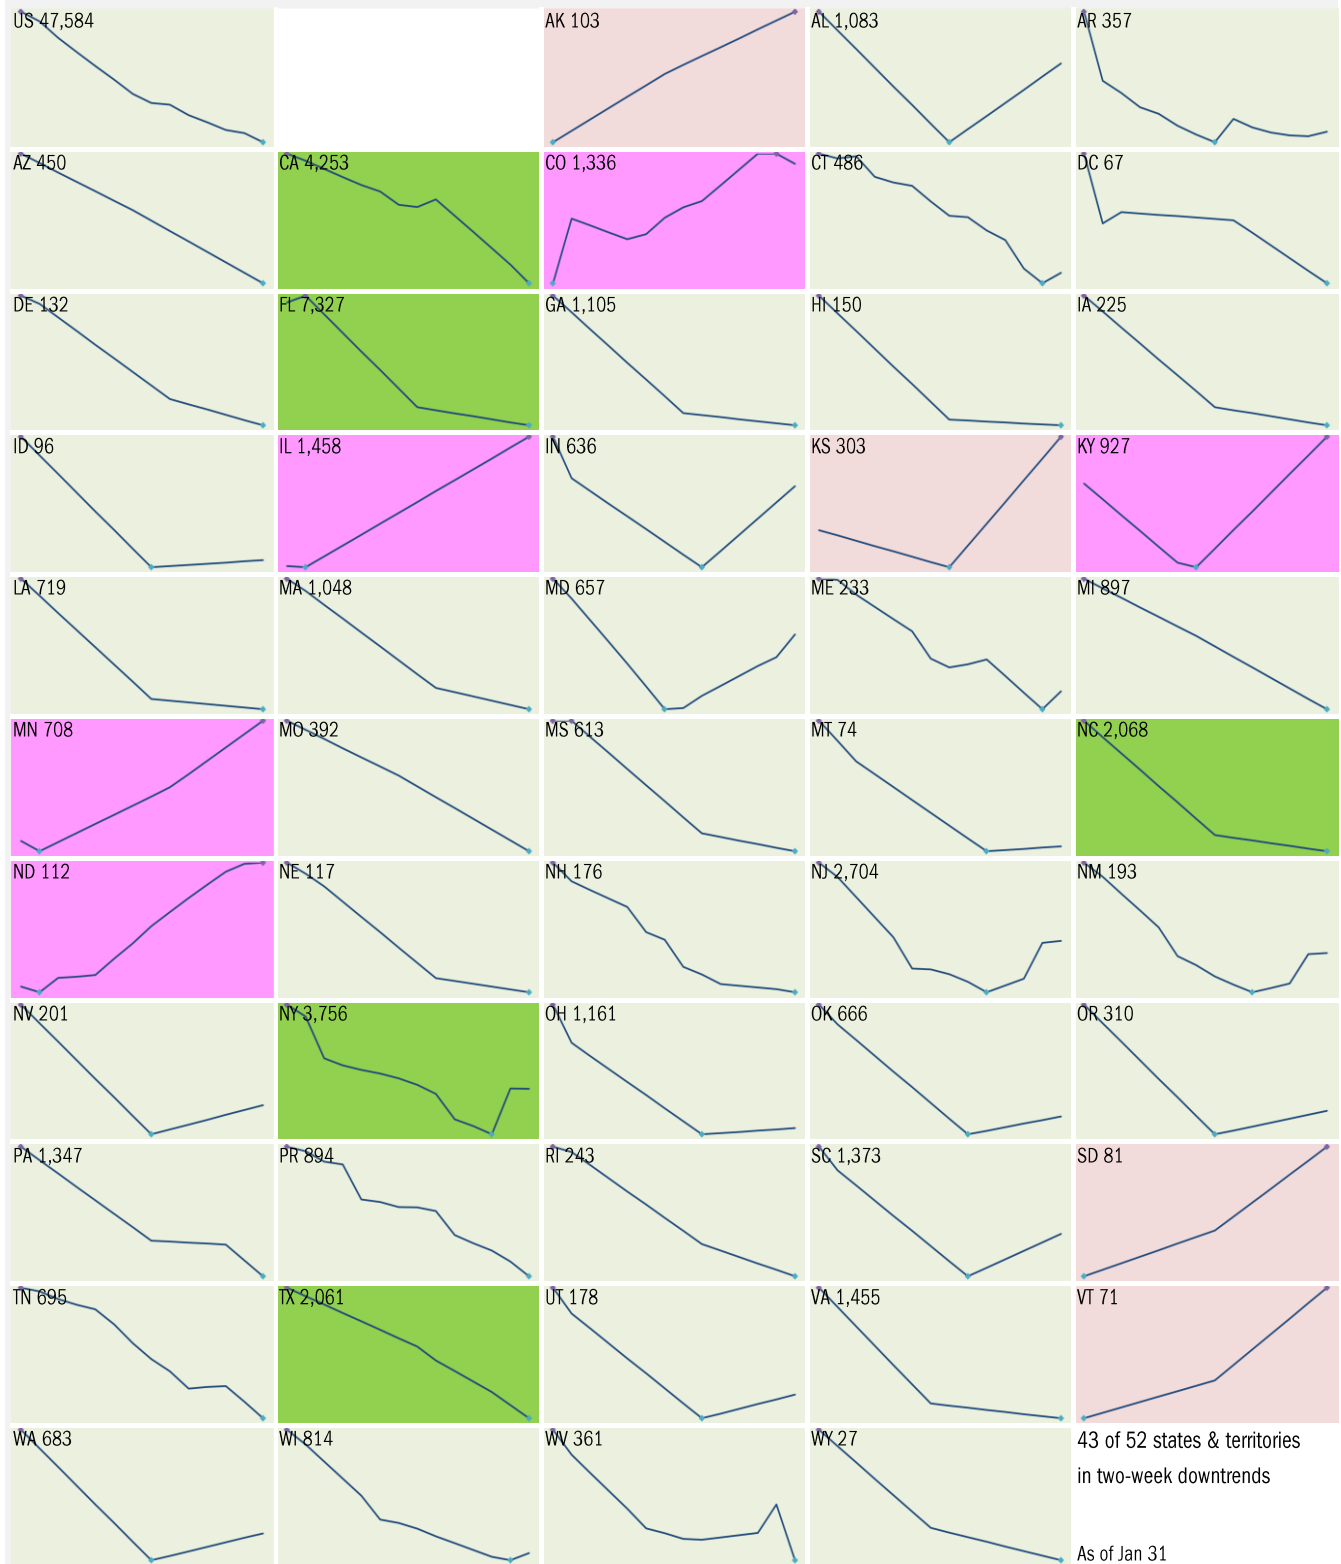 US 47,584
AK 103
AL 1,083
AR 357
AZ 450
CA 4,253
CO 1,336
CT 486
DC 67
DE 132
FL 7,327
GA 1,105
HI 150
IA 225
ID 96
IL 1,458
IN 636
KS 303
KY 927
LA 719
MA 1,048
MD 657
ME 233
MI 897
MN 708
MO 392
MS 613
MT 74
NC 2,068
ND 112
NE 117
NH 176
NJ 2,704
NM 193
NV 201
NY 3,756
OH 1,161
OK 666
OR 310
PA 1,347
PR 894
RI 243
SC 1,373
SD 81
TN 695
TX 2,061
UT 178
VA 1,455
VT 71
WA 683
WI 814
WV 361
WY 27
43 of 52 states & territories
in two-week downtrends
As of Jan 31